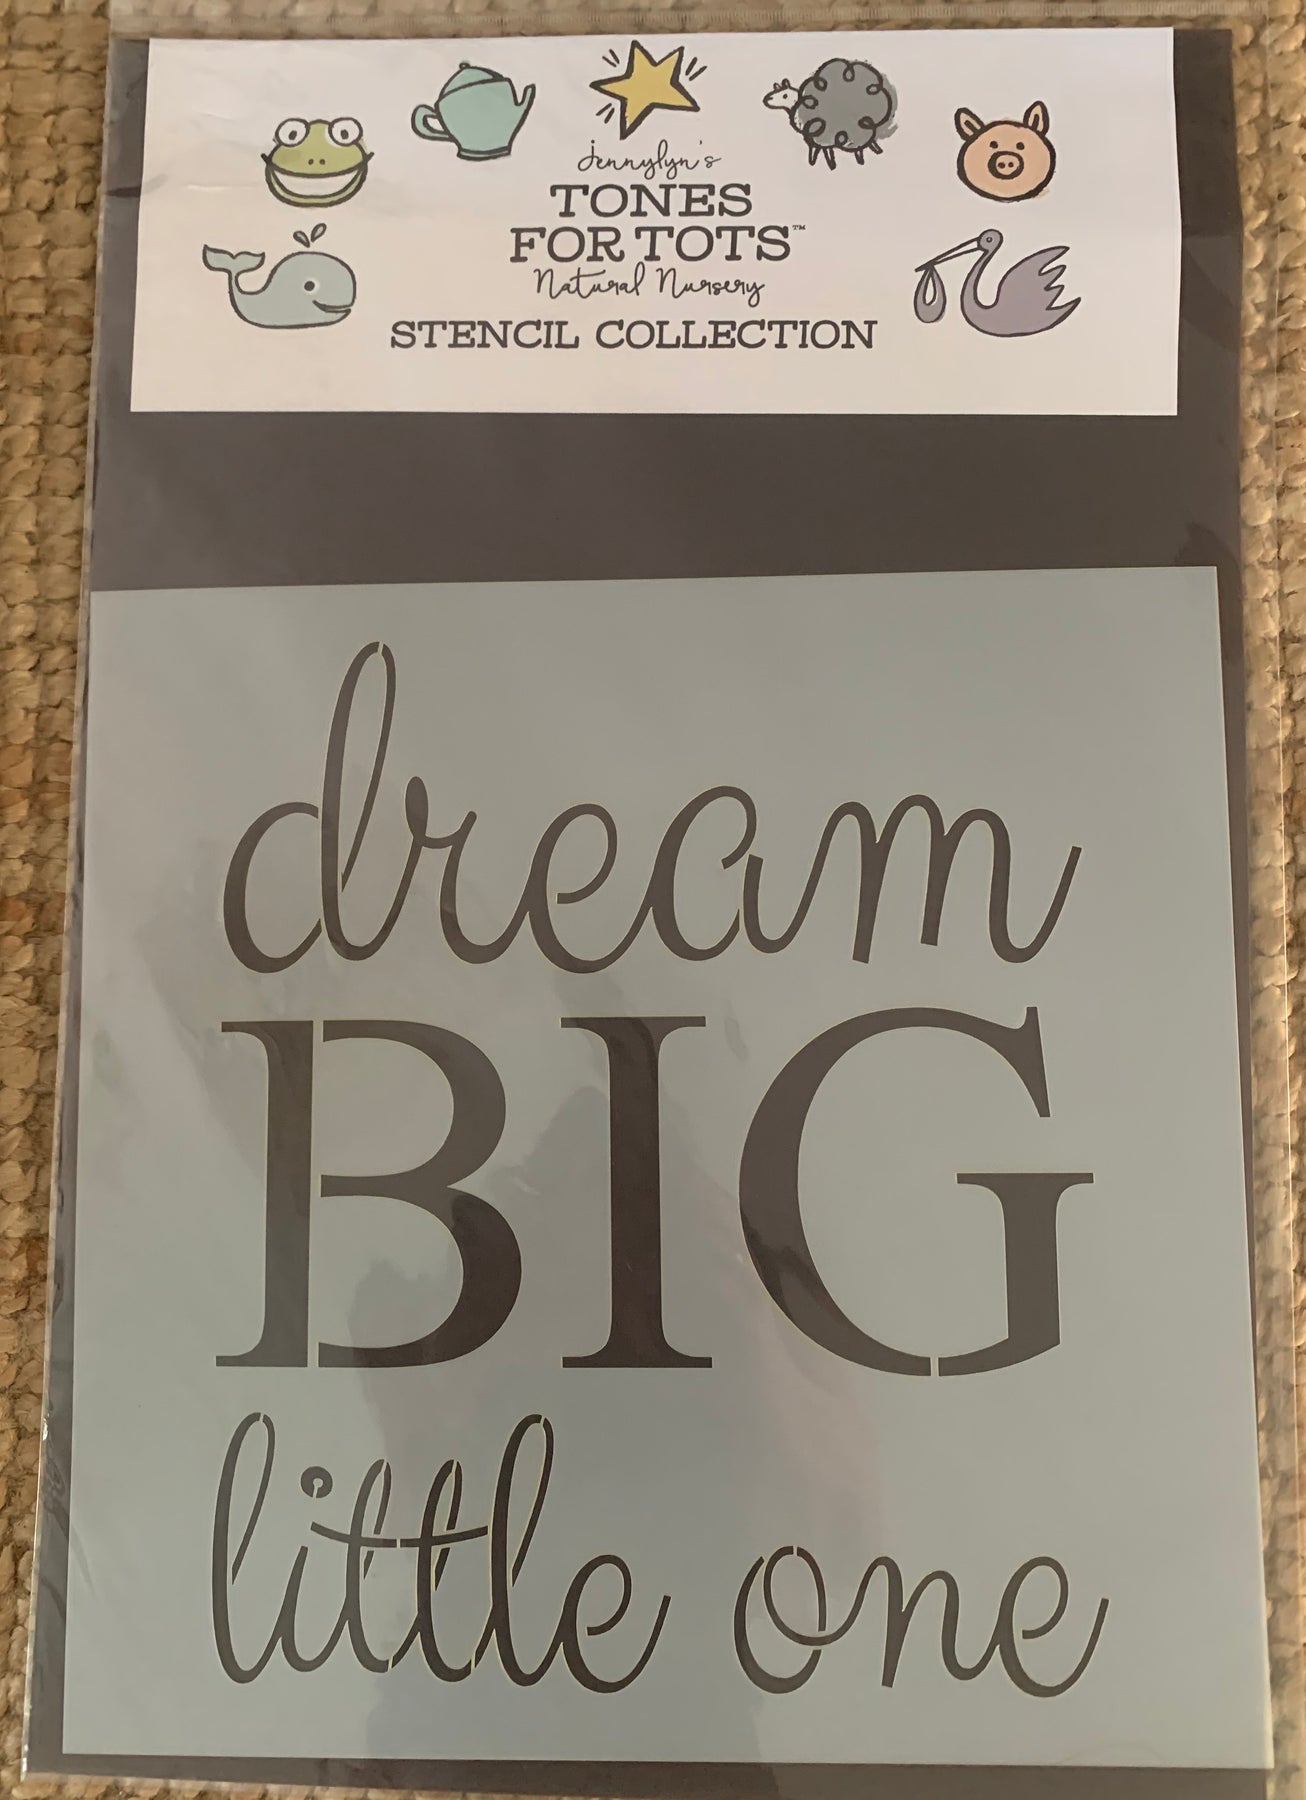 jennylyn's
TONES
FOR TOTS™
Natural Nursery
STENCIL COLLECTION
dream
BIG
little one